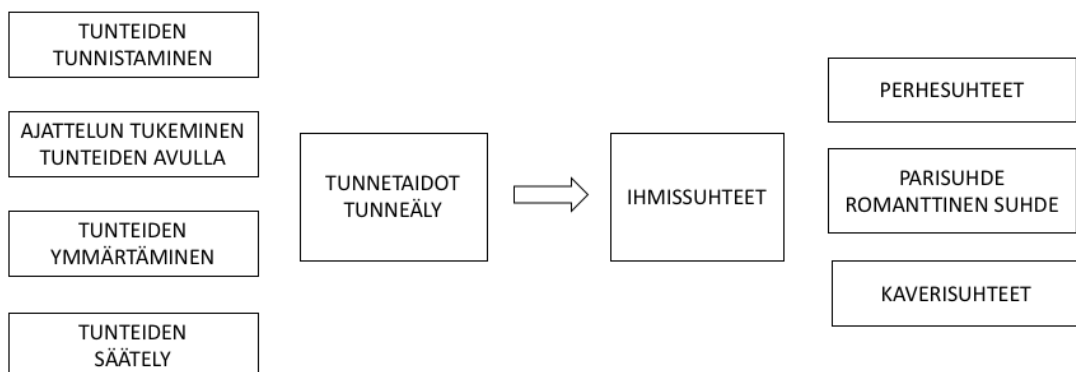 TUNTEIDEN
TUNNISTAMINEN
AJATTELUN TUKEMINEN
TUNTEIDEN AVULLA
TUNTEIDEN
YMMÄRTÄMINEN
TUNTEIDEN
SÄÄTELY
TUNNETAIDOT
TUNNEÄLY
IHMISSUHTEET
PERHESUHTEET
PARISUHDE
ROMANTTINEN SUHDE
KAVERISUHTEET